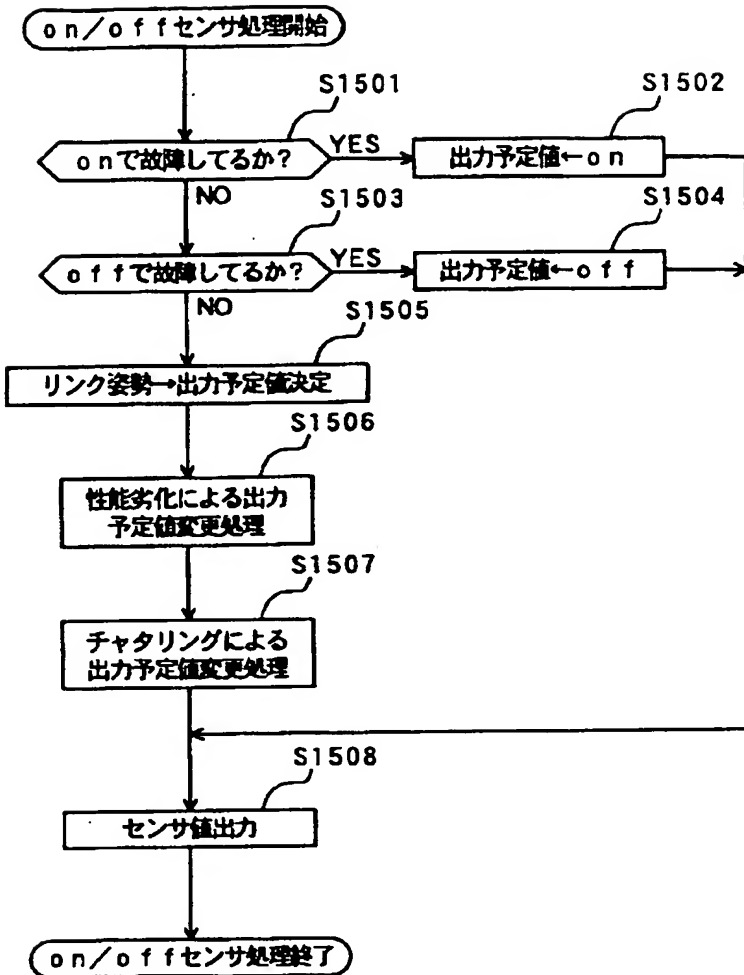 on/offセンサ処理開始
S1501
S1502
onで故障してるか?
YES
出力予定値←on
NO
S1503
S1504
offで故障してるか?
YES
出力予定値←off
NO
S1505
リンク姿勢→出力予定値決定
S1506
性能劣化による出力
予定値変更処理
S1507
チャタリングによる
出力予定値変更処理
S1508
センサ値出力
on/offセンサ処理終了